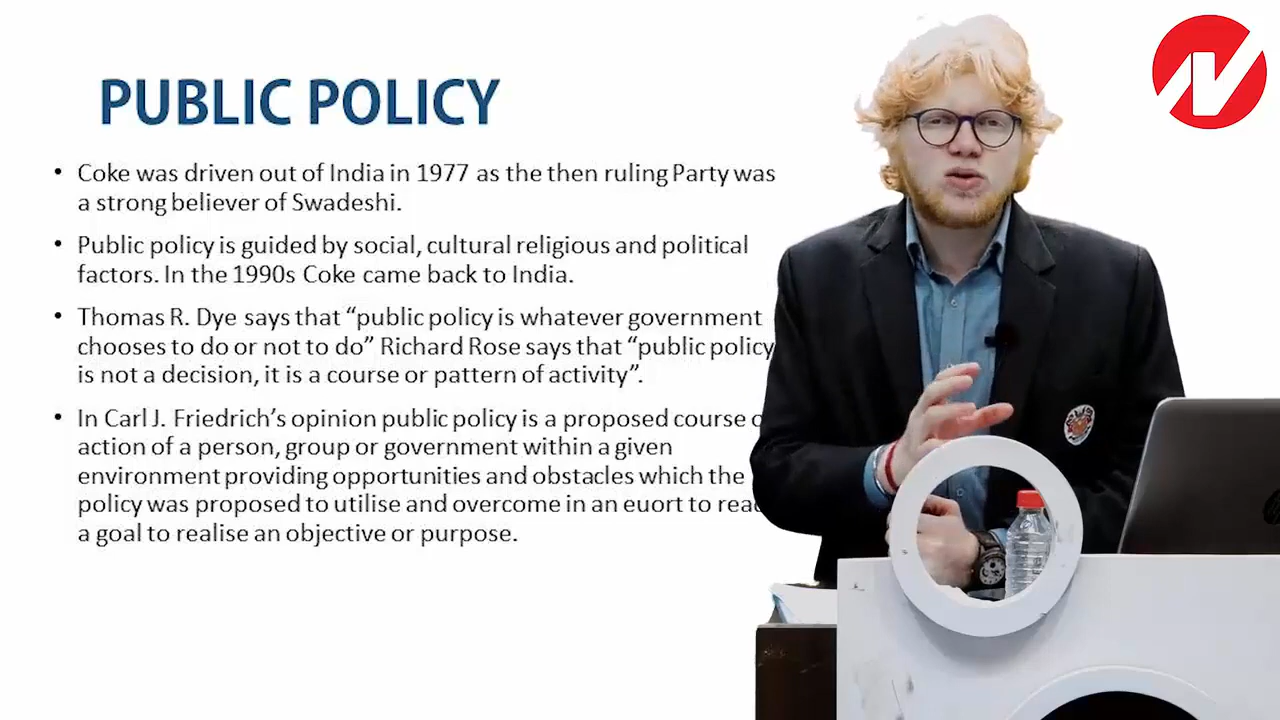 PUBLIC POLICY
• Coke was driven out of India in 1977 as the then ruling Party was
a strong believer of Swadeshi.
• Public policy is guided by social, cultural religious and political
factors. In the 1990s Coke came back to India.
• Thomas R. Dye says that “public policy is whatever government
chooses to do or not to do” Richard Rose says that “public policy
is not a decision, it is a course or pattern of activity”.
• In Carl J. Friedrich’s opinion public policy is a proposed course
action of a person, group or government within a given
environment providing opportunities and obstacles which the
policy was proposed to utilise and overcome in an euort to
a goal to realise an objective or purpose.